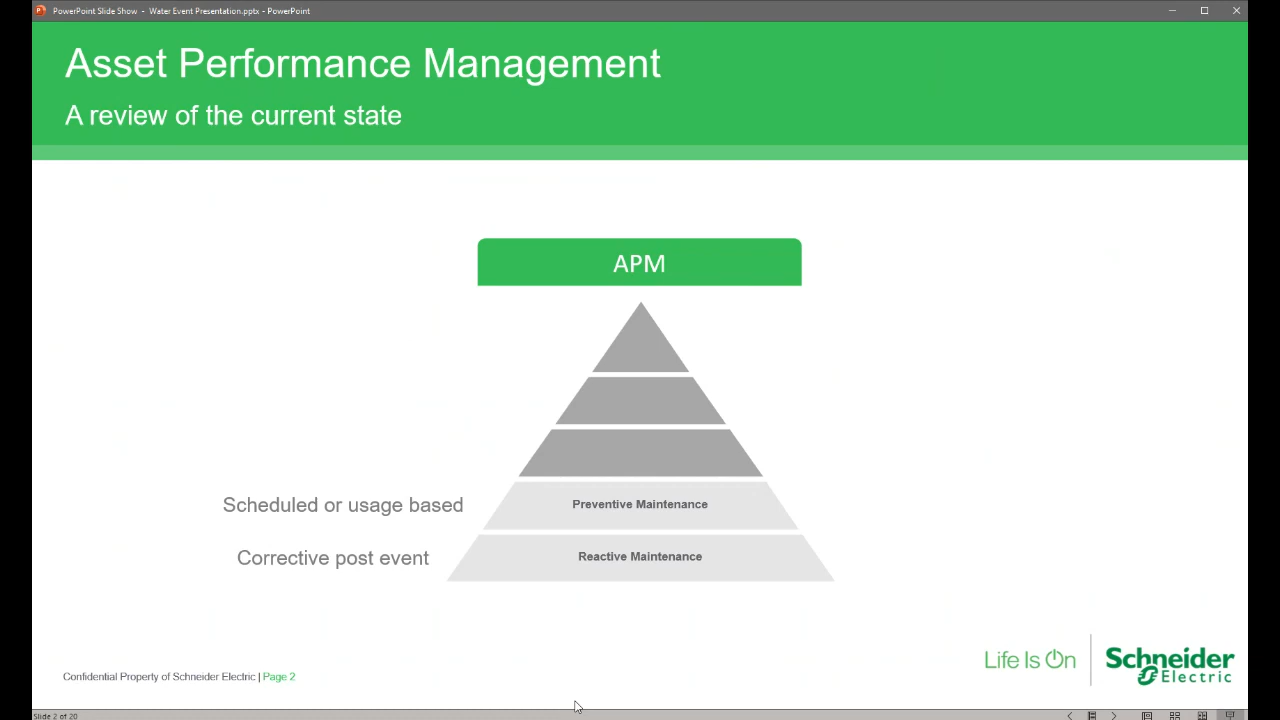 PowerPoint Slide Show - Water Event Presentation.pptx - PowerPoint
Asset Performance Management
A review of the current state
APM
Scheduled or usage based
Preventive Maintenance
Corrective post event
Reactive Maintenance
Confidential Property of Schneider Electric | Page 2
Life Is On
Schneider
Electric
Slide 2 of 20